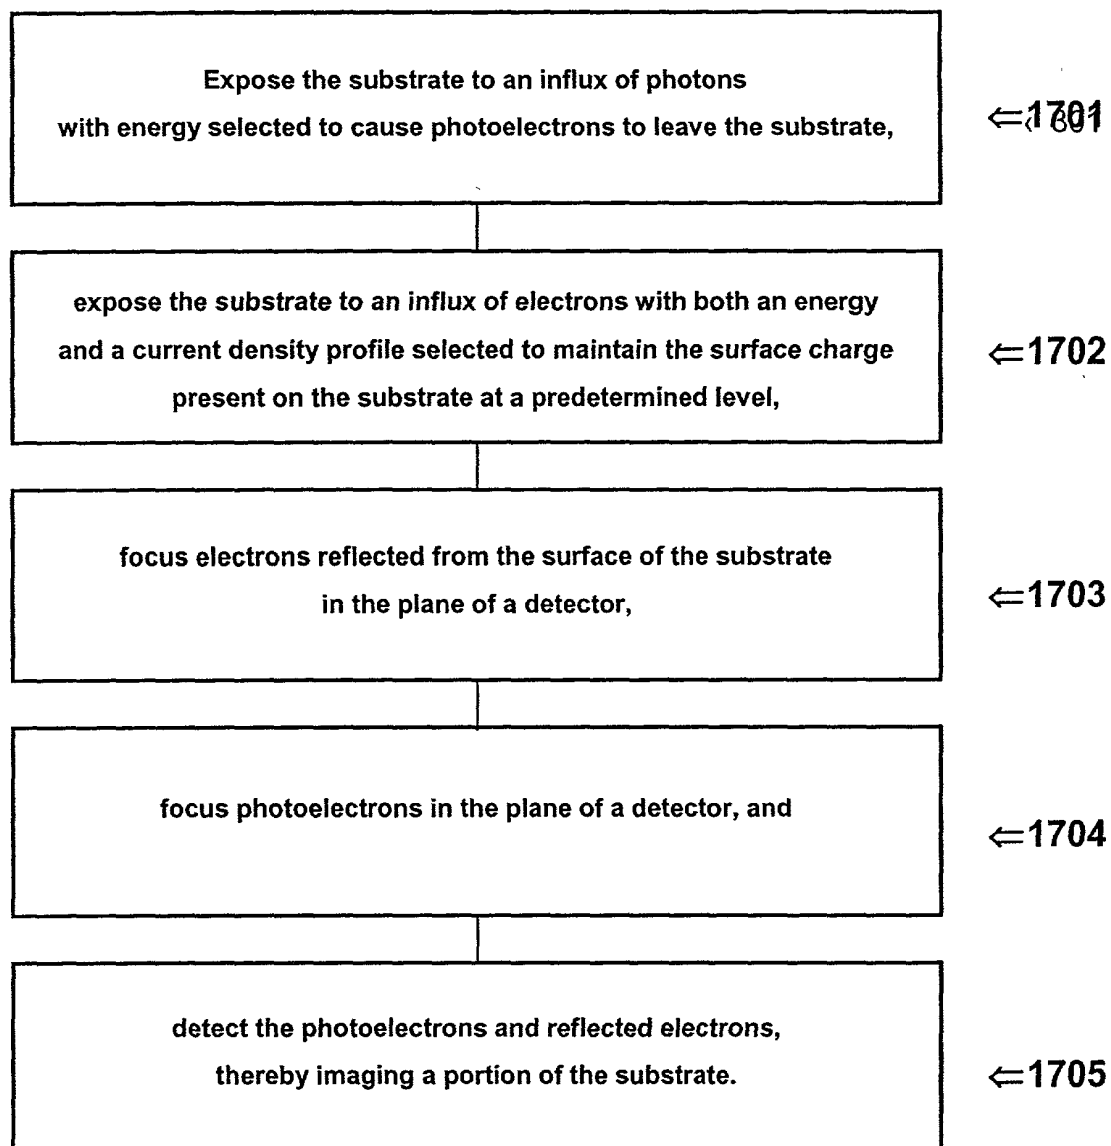 Expose the substrate to an influx of photons
with energy selected to cause photoelectrons to leave the substrate,
⇐1701
expose the substrate to an influx of electrons with both an energy
and a current density profile selected to maintain the surface charge
present on the substrate at a predetermined level,
⇐1702
focus electrons reflected from the surface of the substrate
in the plane of a detector,
⇐1703
focus photoelectrons in the plane of a detector, and
⇐1704
detect the photoelectrons and reflected electrons,
thereby imaging a portion of the substrate.
⇐1705